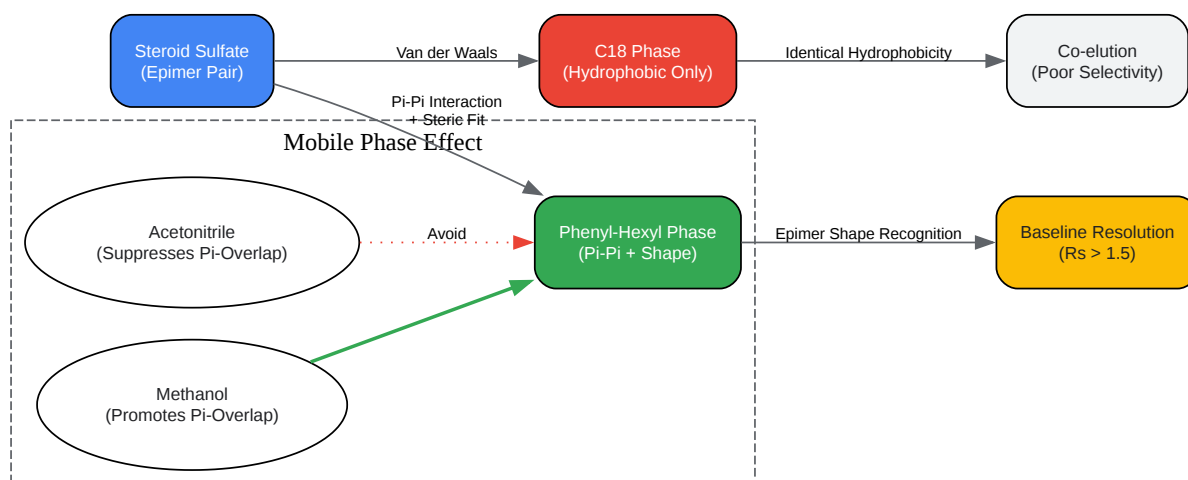 Steroid Sulfate
(Epimer Pair)
Van der Waals
C18 Phase
(Hydrophobic Only)
Identical Hydrophobicity
Co-elution
(Poor Selectivity)
Pi-Pi Interaction
+ Steric Fit
Mobile Phase Effect
Acetonitrile
(Suppresses Pi-Overlap)
Avoid
Phenyl-Hexyl Phase
(Pi-Pi + Shape)
Epimer Shape Recognition
Baseline Resolution
(Rs > 1.5)
Methanol
(Promotes Pi-Overlap)